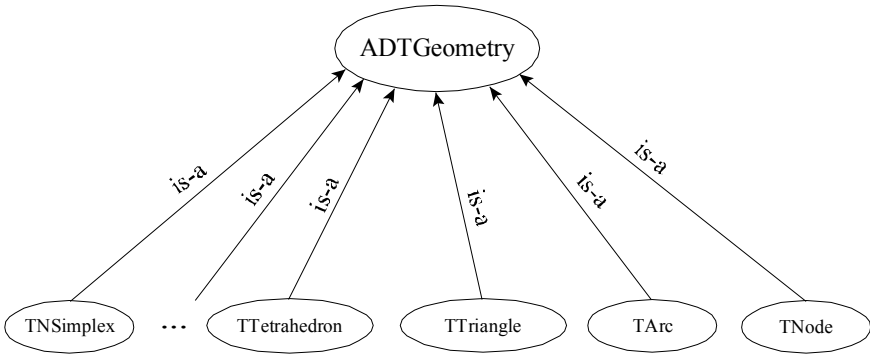 ADTGeometry
is-a
is-a
is-a
is-a
is-a
is-a
TNSimplex
...
TTetrahedron
TTriangle
TArc
TNode